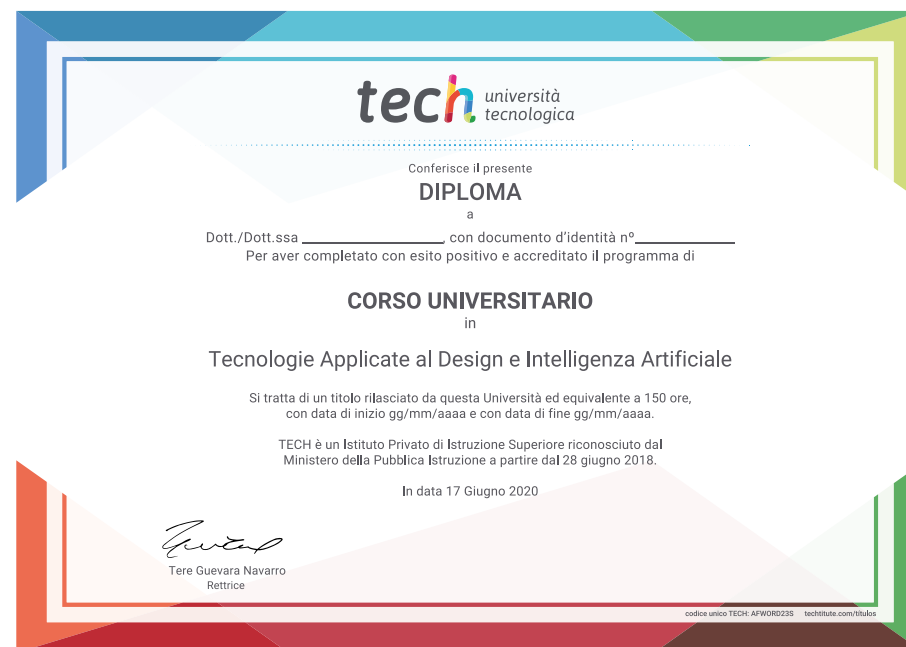 tech università
tecnologica
Conferisce il presente
DIPLOMA
a
Dott./Dott.ssa ________________, con documento d'identità nº____________
Per aver completato con esito positivo e accreditato il programma di
CORSO UNIVERSITARIO
in
Tecnologie Applicate al Design e Intelligenza Artificiale
Si tratta di un titolo rilasciato da questa Università ed equivalente a 150 ore,
con data di inizio gg/mm/aaaa e con data di fine gg/mm/aaaa.
TECH è un Istituto Privato di Istruzione Superiore riconosciuto dal
Ministero della Pubblica Istruzione a partire dal 28 giugno 2018.
In data 17 Giugno 2020
Tere Guevara Navarro
Rettrice
codice unico TECH: AFWORD23S techtitute.com/titulos